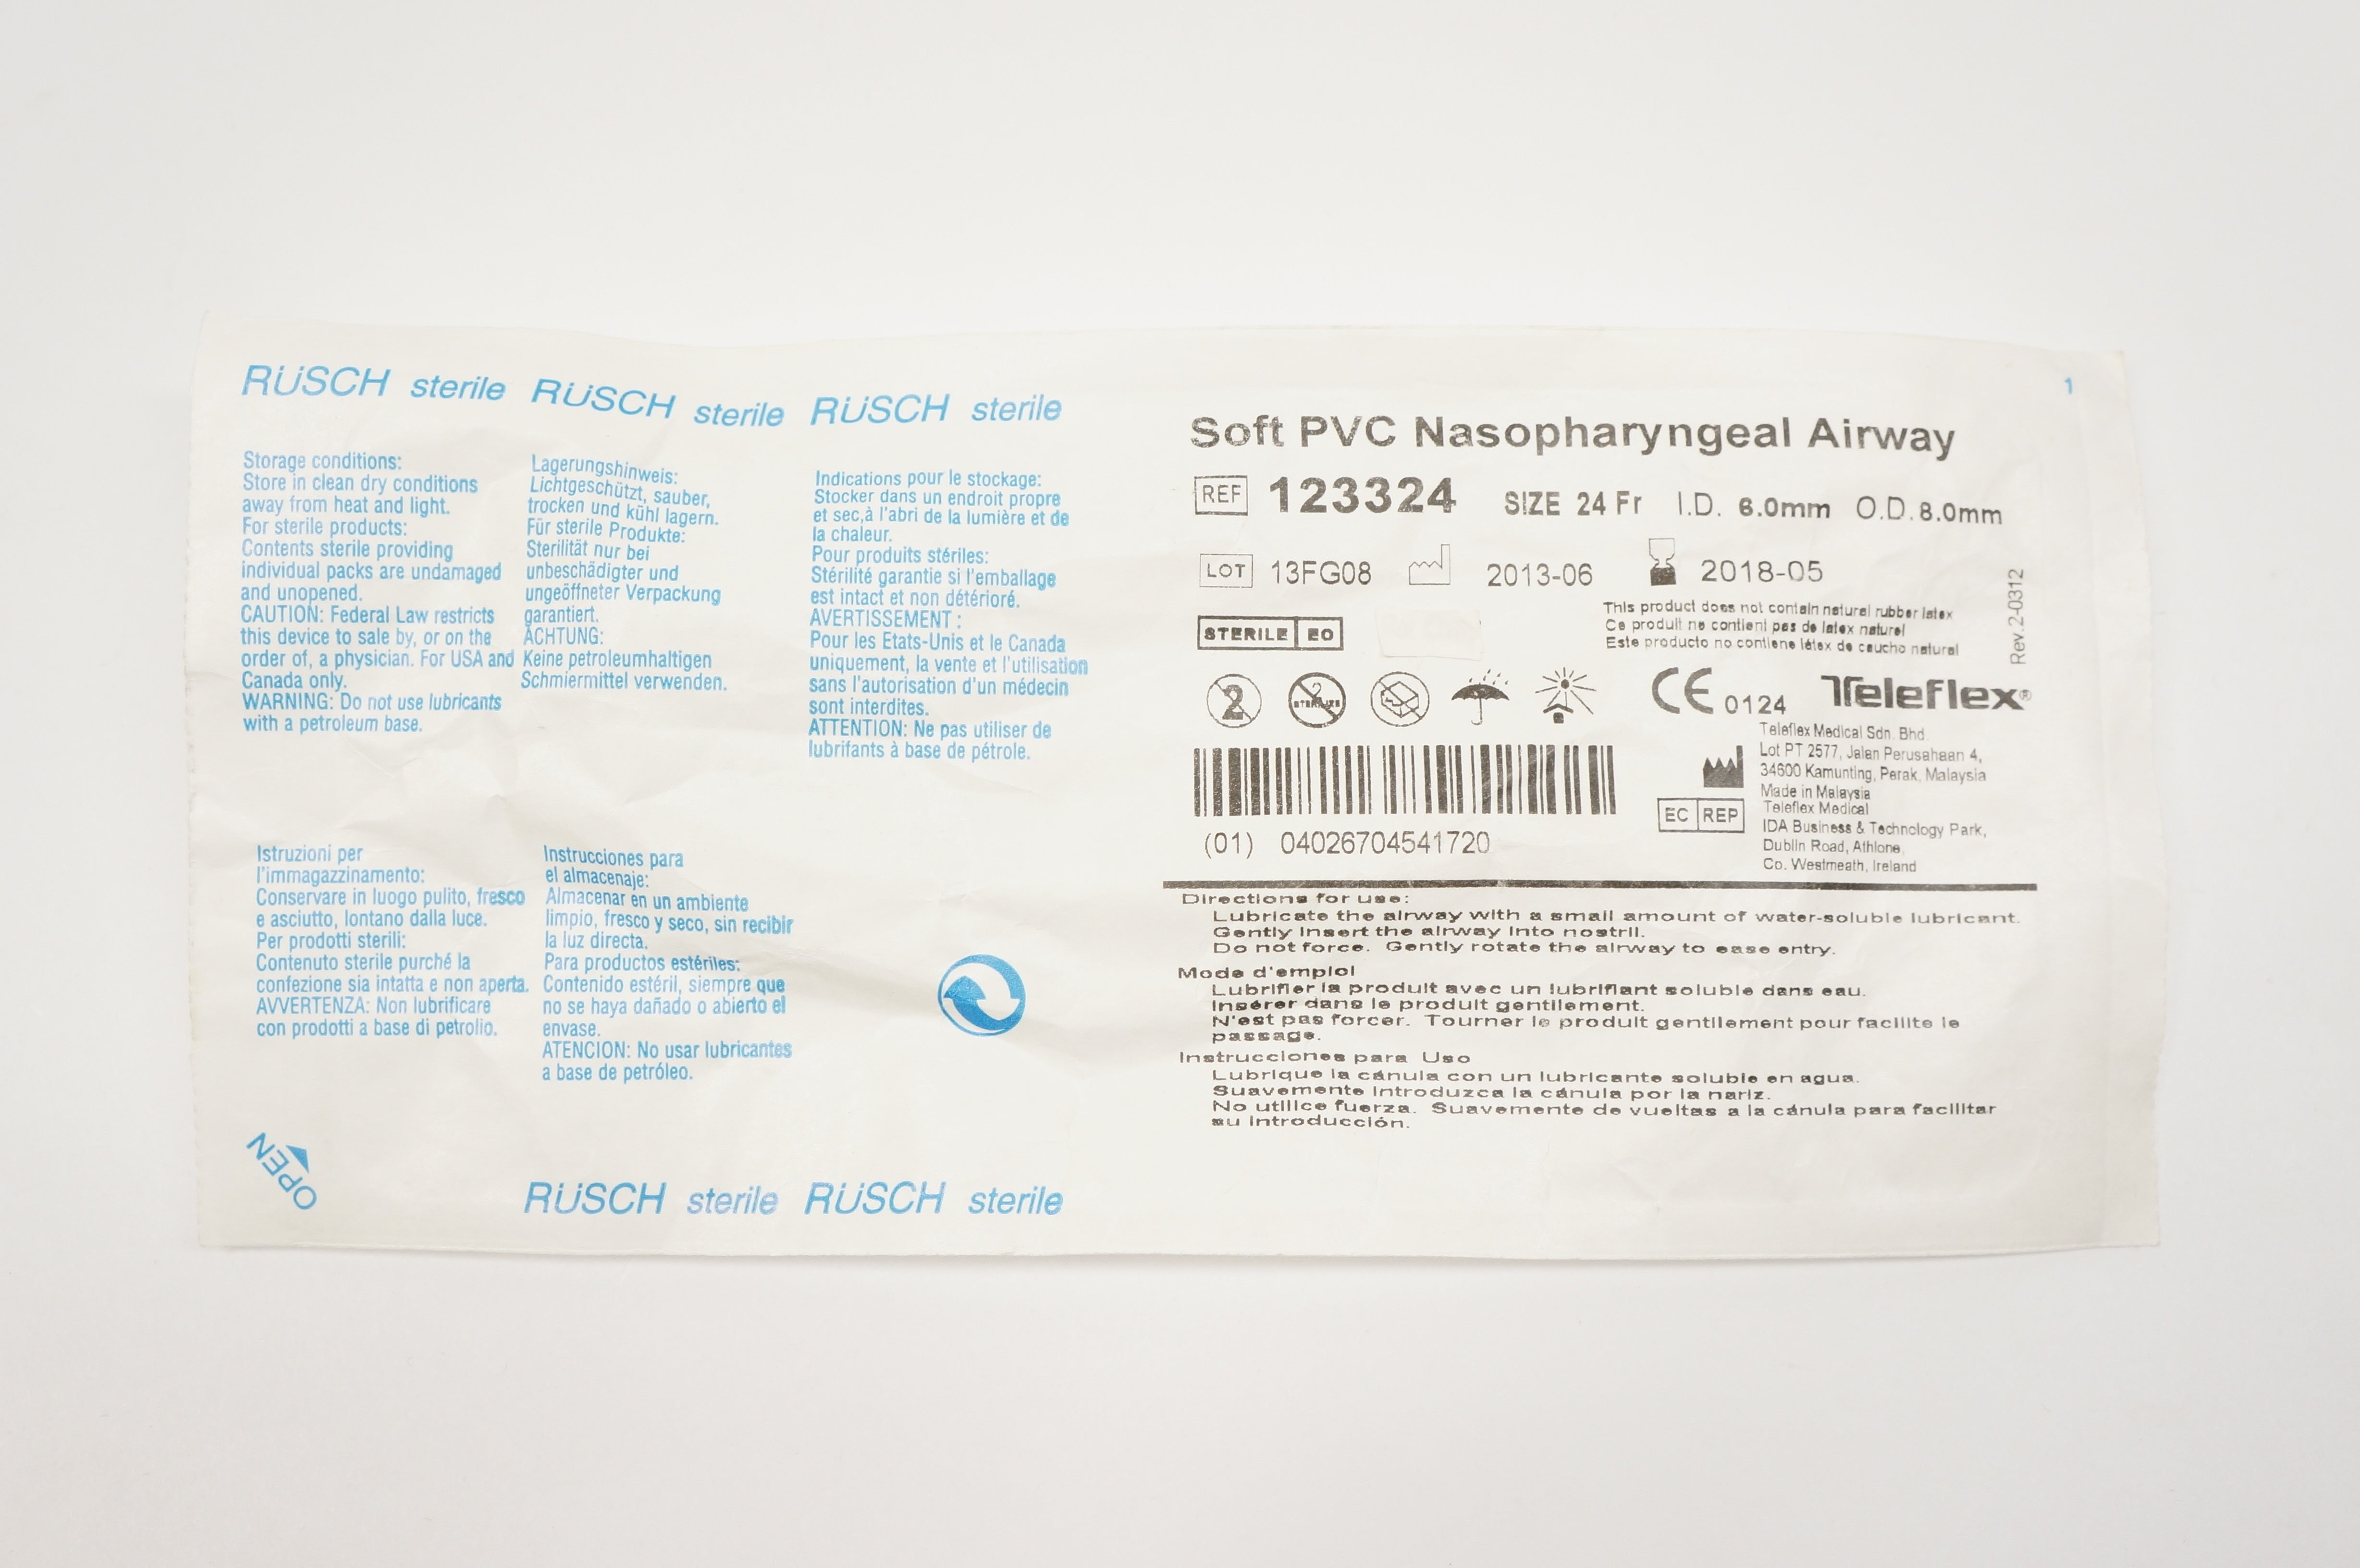 RÜSCH sterile RÜSCH sterile RÜSCH sterile
Storage conditions:
Store in clean dry conditions
away from heat and light.
For sterile products:
Contents sterile providing
individual packs are undamaged
and unopened.
CAUTION: Federal Law restricts
this device to sale by, or on the
order of, a physician. For USA and
Canada only.
WARNING: Do not use lubricants
with a petroleum base.
Lagerungshinweis:
Lichtgeschützt, sauber,
trocken und kühl lagern.
Für sterile Produkte:
Sterilität nur bei
unbeschädigter und
ungeöffneter Verpackung
garantiert.
ACHTUNG:
Keine petroleumhaltigen
Schmiermittel verwenden.
Indications pour le stockage:
Stocker dans un endroit propre
et sec,à l'abri de la lumière et de
la chaleur.
Pour produits stériles:
Stérilité garantie si l'emballage
est intact et non détérioré.
AVERTISSEMENT :
Pour les Etats-Unis et le Canada
uniquement, la vente et l'utilisation
sans l'autorisation d'un médecin
sont interdites.
ATTENTION: Ne pas utiliser de
lubrifants à base de pétrole.
Istruzioni per
l'immagazzinamento:
Conservare in luogo pulito, fresco
e asciutto, lontano dalla luce.
Per prodotti sterili:
Contenuto sterile purché la
confezione sia intatta e non aperta.
AVVERTENZA: Non lubrificare
con prodotti a base di petrolio.
Instrucciones para
el almacenaje:
Almacenar en un ambiente
limpio, fresco y seco, sin recibir
la luz directa.
Para productos estériles:
Contenido estéril, siempre que
no se haya dañado o abierto el
envase.
ATENCION: No usar lubricantes
a base de petróleo.
OPEN
RÜSCH sterile RÜSCH sterile
1
Soft PVC Nasopharyngeal Airway
REF 123324 SIZE 24 Fr I.D. 6.0mm O.D. 8.0mm
LOT 13FG08 2013-06 2018-05
STERILE EO
This product does not contain natural rubber latex
Ce produit ne contient pas de latex naturel
Este producto no contiene látex de caucho natural
Rev.2-0312
2 2 STERILIZE
CE 0124 Teleflex®
Teleflex Medical Sdn. Bhd.
Lot PT 2577, Jalan Perusahaan 4,
34600 Kamunting, Perak, Malaysia
Made in Malaysia
EC REP Teleflex Medical
IDA Business & Technology Park,
Dublin Road, Athlone,
Co. Westmeath, Ireland
(01) 04026704541720
Directions for use:
Lubricate the airway with a small amount of water-soluble lubricant.
Gently insert the airway into nostril.
Do not force. Gently rotate the airway to ease entry.
Mode d'emploi
Lubrifier la produit avec un lubrifiant soluble dans eau.
Insérer dans le produit gentilement.
N'est pas forcer. Tourner le produit gentilement pour facilite le
passage.
Instrucciones para Uso
Lubrique la cánula con un lubricante soluble en agua.
Suavemente introduzca la cánula por la nariz.
No utilice fuerza. Suavemente de vueltas a la cánula para facilitar
su introducción.